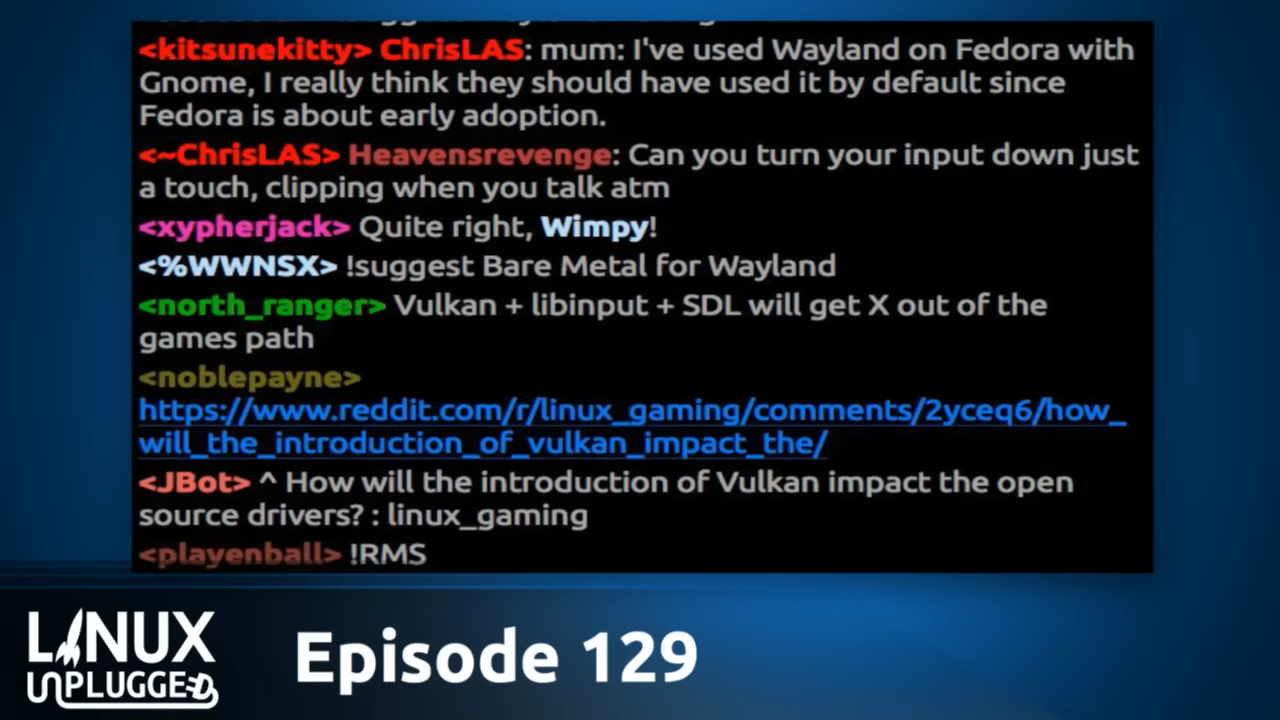 <kitsunekitty> ChrisLAS: mum: I've used Wayland on Fedora with
Gnome, I really think they should have used it by default since
Fedora is about early adoption.
<~ChrisLAS> Heavensrevenge: Can you turn your input down just
a touch, clipping when you talk atm
<xypherjack> Quite right, Wimpy!
<%WWNSX> !suggest Bare Metal for Wayland
<north_ranger> Vulkan + libinput + SDL will get X out of the
games path
<noblepayne>
https://www.reddit.com/r/linux_gaming/comments/2yceq6/how_
will_the_introduction_of_vulkan_impact_the/
<JBot> ^ How will the introduction of Vulkan impact the open
source drivers? : linux_gaming
<playenball> !RMS
LINUX
UNPLUGGED
Episode 129